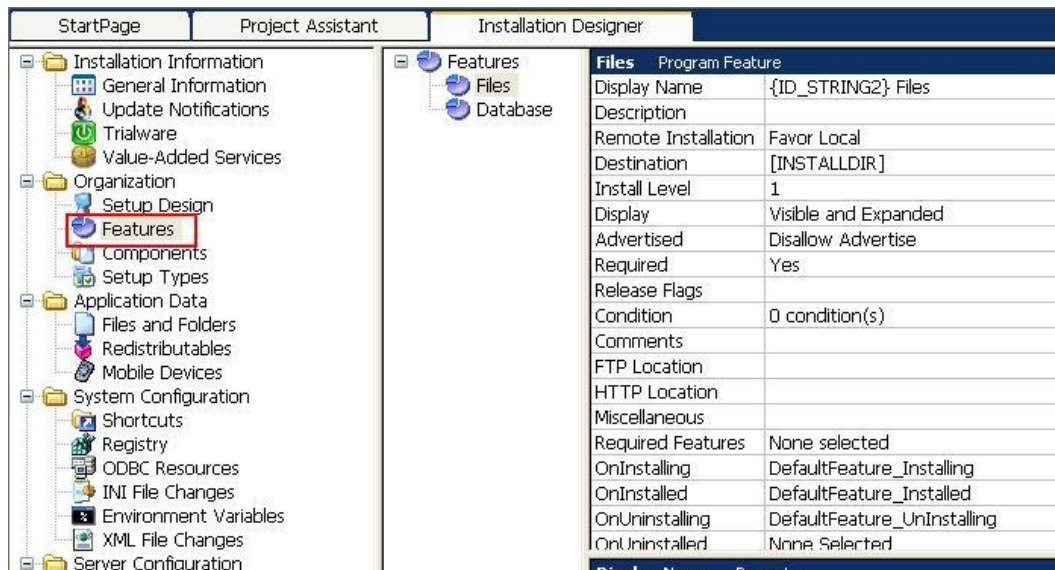 StartPage
Project Assistant
Installation Designer
Installation Information
General Information
Update Notifications
Trialware
Value-Added Services
Organization
Setup Design
Features
Components
Setup Types
Application Data
Files and Folders
Redistributables
Mobile Devices
System Configuration
Shortcuts
Registry
ODBC Resources
INI File Changes
Environment Variables
XML File Changes
Server Configuration
Features
Files
Database
Files Program Feature
Display Name {ID_STRING2} Files
Description
Remote Installation Favor Local
Destination [INSTALLDIR]
Install Level 1
Display Visible and Expanded
Advertised Disallow Advertise
Required Yes
Release Flags
Condition 0 condition(s)
Comments
FTP Location
HTTP Location
Miscellaneous
Required Features None selected
OnInstalling DefaultFeature_Installing
OnInstalled DefaultFeature_Installed
OnUninstalling DefaultFeature_UnInstalling
OnUninstalled None Selected